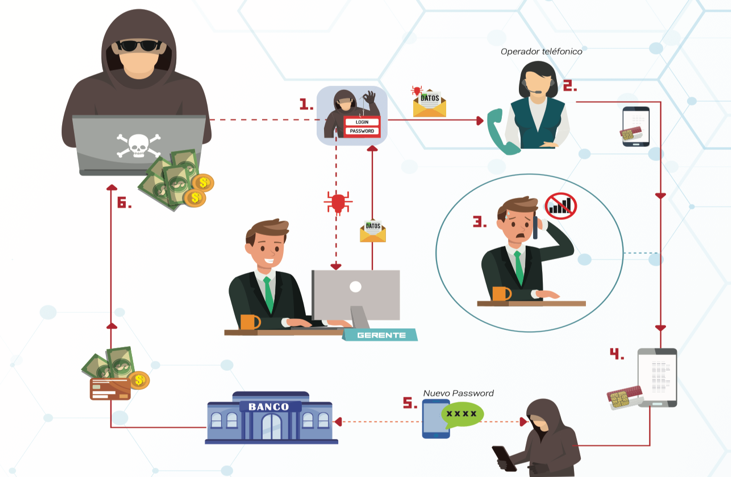 Operador teléfonico
1.
LOGIN
PASSWORD
DATOS
2.
6.
DATOS
3.
GERENTE
4.
5.
Nuevo Password
XXXX
BANCO